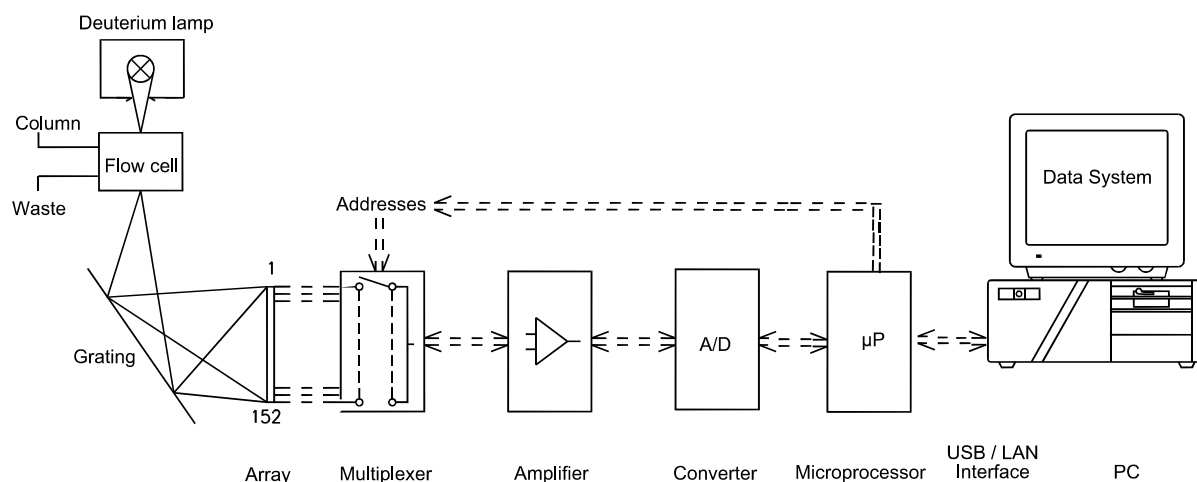 Deuterium lamp
Column
Flow cell
Waste
Addresses
Data System
1
Grating
A/D
µP
152
Array
Multiplexer
Amplifier
Converter
Microprocessor
USB / LAN
Interface
PC